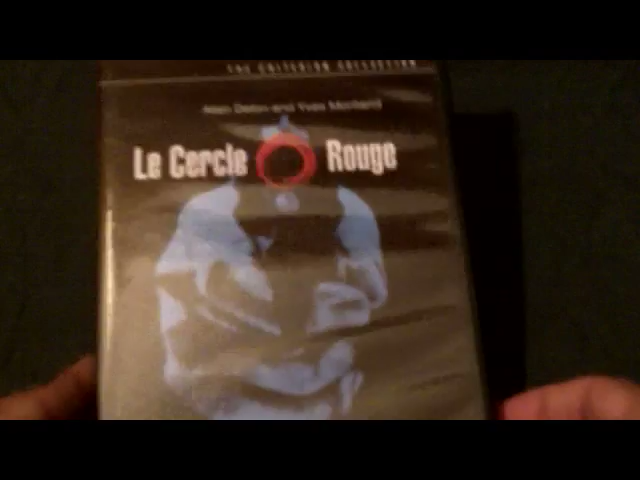 THE CRITERION COLLECTION
Alain Delon and Yves Montand
Le Cercle Rouge